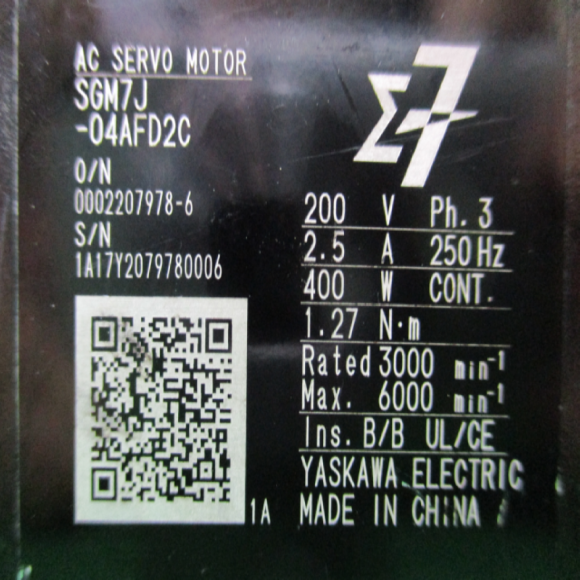 AC SERVO MOTOR
SGM7J
-04AFD2C
O/N
0002207978-6
S/N
1A17Y2079780006
Σ7
200 V Ph. 3
2.5 A 250 Hz
400 W CONT.
1.27 N·m
Rated 3000 min⁻¹
Max. 6000 min⁻¹
Ins. B/B UL/CE
YASKAWA ELECTRIC
1A MADE IN CHINA